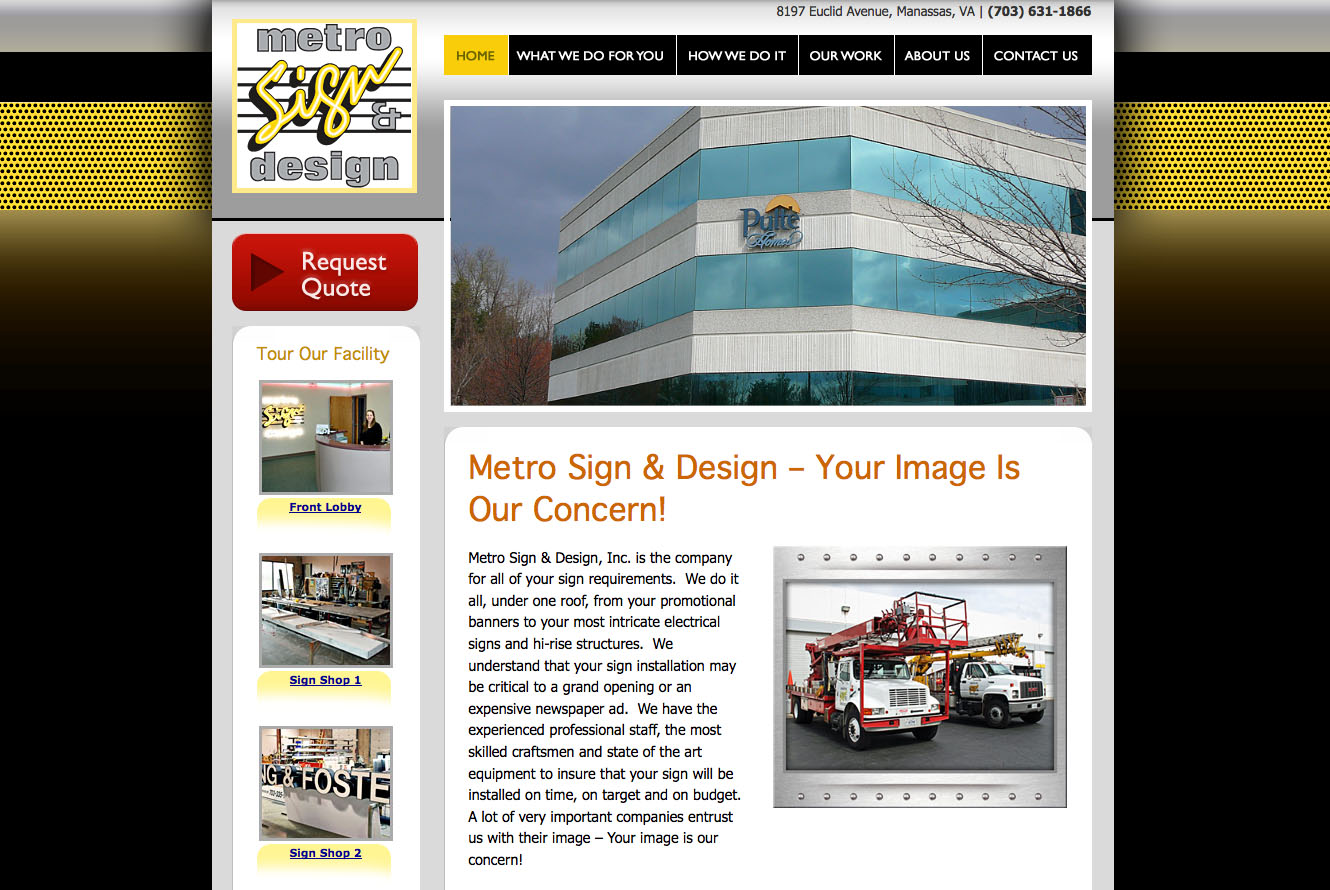 8197 Euclid Avenue, Manassas, VA | (703) 631-1866
metro
Sign
&
design
HOME WHAT WE DO FOR YOU HOW WE DO IT OUR WORK ABOUT US CONTACT US
Pulte
Homes
Request
Quote
Tour Our Facility
Sign
Front Lobby
Sign Shop 1
NG & FOSTE
Sign Shop 2
Metro Sign & Design – Your Image Is
Our Concern!
Metro Sign & Design, Inc. is the company
for all of your sign requirements.  We do it
all, under one roof, from your promotional
banners to your most intricate electrical
signs and hi-rise structures.  We
understand that your sign installation may
be critical to a grand opening or an
expensive newspaper ad.  We have the
experienced professional staff, the most
skilled craftsmen and state of the art
equipment to insure that your sign will be
installed on time, on target and on budget.
A lot of very important companies entrust
us with their image – Your image is our
concern!